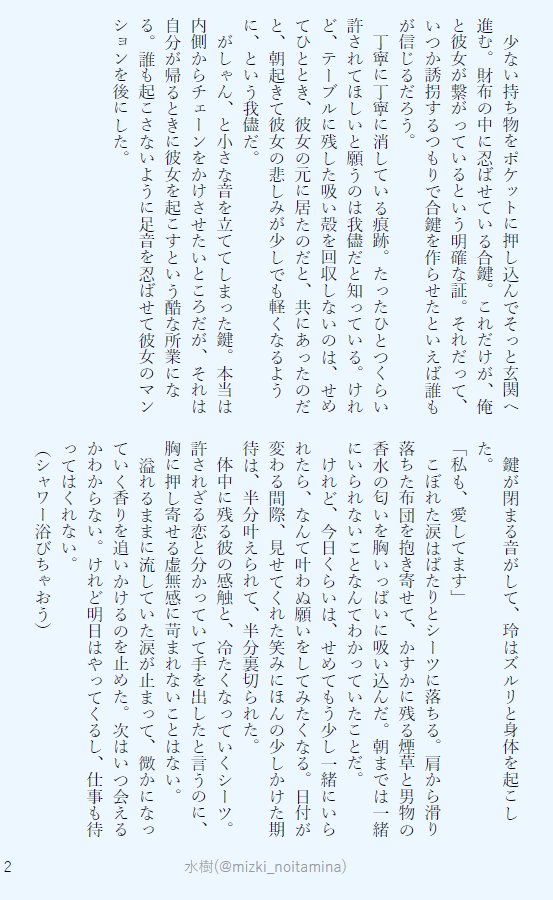 少ない持ち物をポケットに押し込んでそっと玄関へ
進む。財布の中に忍ばせている合鍵。これだけが、俺
と彼女が繋がっているという明確な証。それだって、
いつか誘拐するつもりで合鍵を作らせたといえば誰も
が信じるだろう。
　丁寧に丁寧に消している痕跡。たったひとつくらい
許されてほしいと願うのは我儘だと知っている。けれ
ど、テーブルに残した吸い殻を回収しないのは、せめ
てひととき、彼女の元に居たのだと、共にあったのだ
と、朝起きて彼女の悲しみが少しでも軽くなるよう
に、という我儘だ。
　がしゃん、と小さな音を立ててしまった鍵。本当は
内側からチェーンをかけさせたいところだが、それは
自分が帰るときに彼女を起こすという酷な所業にな
る。誰も起こさないように足音を忍ばせて彼女のマン
ションを後にした。
　鍵が閉まる音がして、玲はズルリと身体を起こし
た。
「私も、愛してます」
　こぼれた涙はぱたりとシーツに落ちる。肩から滑り
落ちた布団を抱き寄せて、かすかに残る煙草と男物の
香水の匂いを胸いっぱいに吸い込んだ。朝までは一緒
にいられないことなんてわかっていたことだ。
　けれど、今日くらいは、せめてもう少し一緒にいら
れたら、なんて叶わぬ願いをしてみたくなる。日付が
変わる間際、見せてくれた笑みにほんの少しかけた期
待は、半分叶えられて、半分裏切られた。
　体中に残る彼の感触と、冷たくなっていくシーツ。
許されざる恋と分かっていて手を出したと言うのに、
胸に押し寄せる虚無感に苛まれないことはない。
　溢れるままに流していた涙が止まって、微かになっ
ていく香りを追いかけるのを止めた。次はいつ会える
かわからない。けれど明日はやってくるし、仕事も待
ってはくれない。
（シャワー浴びちゃおう）
水樹(@mizki_noitamina)
2